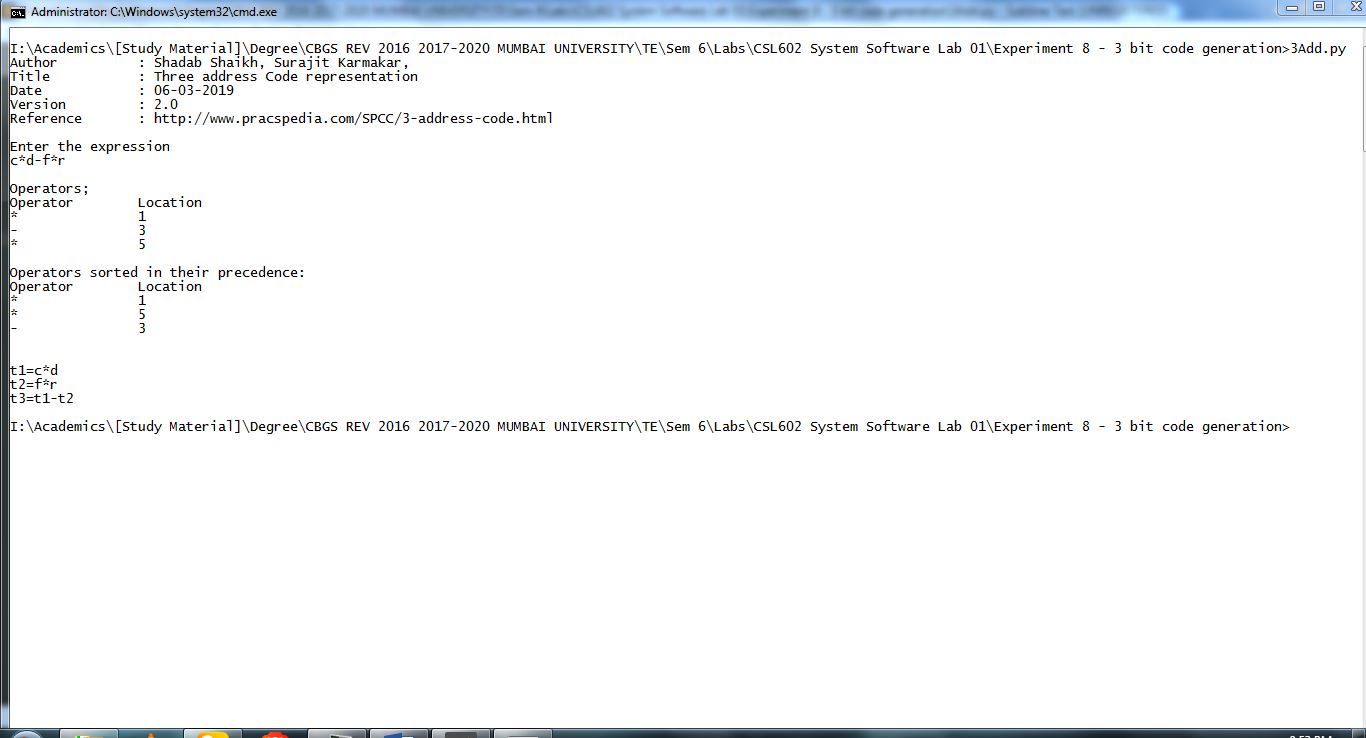 Administrator: C:\Windows\system32\cmd.exe
I:\Academics\[Study Material]\Degree\CBGS REV 2016 2017-2020 MUMBAI UNIVERSITY\TE\Sem 6\Labs\CSL602 System Software Lab 01\Experiment 8 - 3 bit code generation>3Add.py
Author : Shadab Shaikh, Surajit Karmakar,
Title : Three address Code representation
Date : 06-03-2019
Version : 2.0
Reference : http://www.pracspedia.com/SPCC/3-address-code.html
Enter the expression
c*d-f*r
Operators;
Operator Location
* 1
- 3
* 5
Operators sorted in their precedence:
Operator Location
* 1
* 5
- 3
t1=c*d
t2=f*r
t3=t1-t2
I:\Academics\[Study Material]\Degree\CBGS REV 2016 2017-2020 MUMBAI UNIVERSITY\TE\Sem 6\Labs\CSL602 System Software Lab 01\Experiment 8 - 3 bit code generation>